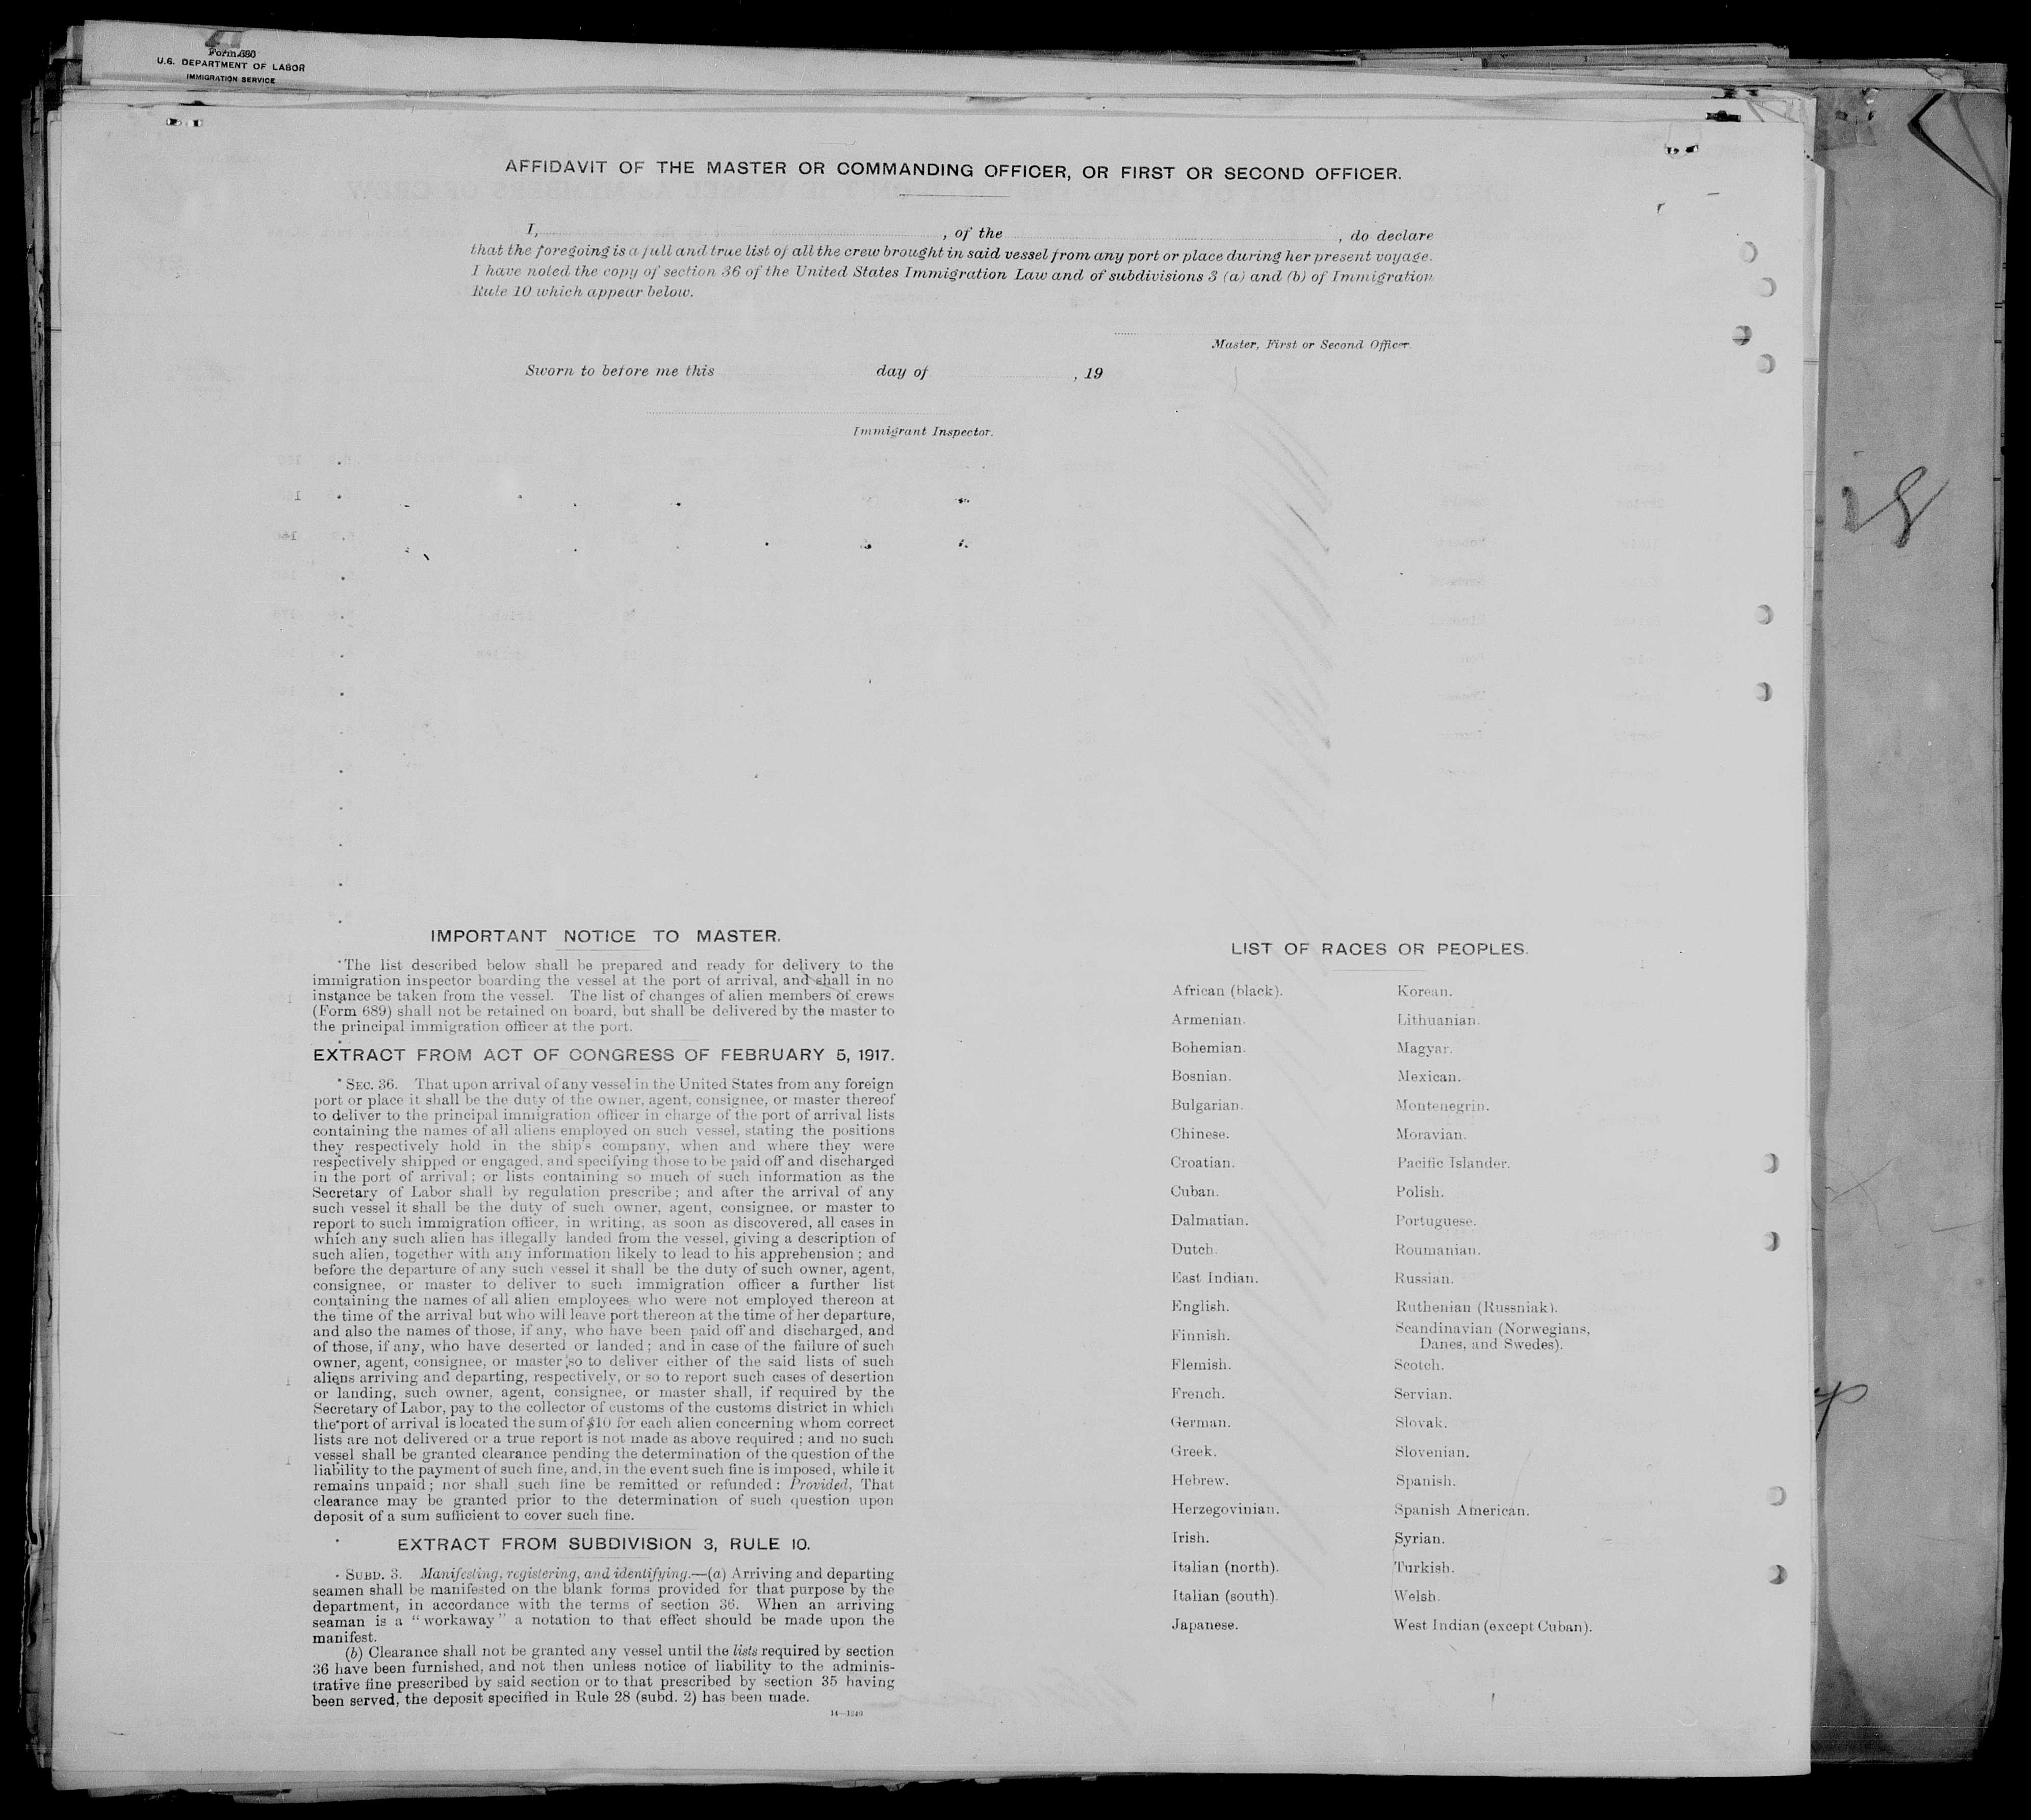 Form 680
U.S. DEPARTMENT OF LABOR
IMMIGRATION SERVICE
AFFIDAVIT OF THE MASTER OR COMMANDING OFFICER, OR FIRST OR SECOND OFFICER.
I, , of the , do declare
that the foregoing is a full and true list of all the crew brought in said vessel from any port or place during her present voyage.
I have noted the copy of section 36 of the United States Immigration Law and of subdivisions 3 (a) and (b) of Immigration
Rule 10 which appear below.
Master, First or Second Officer.
Sworn to before me this day of , 19
Immigrant Inspector.
28
IMPORTANT NOTICE TO MASTER.
The list described below shall be prepared and ready for delivery to the
immigration inspector boarding the vessel at the port of arrival, and shall in no
instance be taken from the vessel. The list of changes of alien members of crews
(Form 689) shall not be retained on board, but shall be delivered by the master to
the principal immigration officer at the port.
EXTRACT FROM ACT OF CONGRESS OF FEBRUARY 5, 1917.
SEC. 36. That upon arrival of any vessel in the United States from any foreign
port or place it shall be the duty of the owner, agent, consignee, or master thereof
to deliver to the principal immigration officer in charge of the port of arrival lists
containing the names of all aliens employed on such vessel, stating the positions
they respectively hold in the ship's company, when and where they were
respectively shipped or engaged, and specifying those to be paid off and discharged
in the port of arrival; or lists containing so much of such information as the
Secretary of Labor shall by regulation prescribe; and after the arrival of any
such vessel it shall be the duty of such owner, agent, consignee, or master to
report to such immigration officer, in writing, as soon as discovered, all cases in
which any such alien has illegally landed from the vessel, giving a description of
such alien, together with any information likely to lead to his apprehension; and
before the departure of any such vessel it shall be the duty of such owner, agent,
consignee, or master to deliver to such immigration officer a further list
containing the names of all alien employees who were not employed thereon at
the time of the arrival but who will leave port thereon at the time of her departure,
and also the names of those, if any, who have been paid off and discharged, and
of those, if any, who have deserted or landed; and in case of the failure of such
owner, agent, consignee, or master so to deliver either of the said lists of such
aliens arriving and departing, respectively, or so to report such cases of desertion
or landing, such owner, agent, consignee, or master shall, if required by the
Secretary of Labor, pay to the collector of customs of the customs district in which
the port of arrival is located the sum of $10 for each alien concerning whom correct
lists are not delivered or a true report is not made as above required; and no such
vessel shall be granted clearance pending the determination of the question of the
liability to the payment of such fine, and, in the event such fine is imposed, while it
remains unpaid; nor shall such fine be remitted or refunded: Provided, That
clearance may be granted prior to the determination of such question upon
deposit of a sum sufficient to cover such fine.
EXTRACT FROM SUBDIVISION 3, RULE 10.
SUBD. 3. Manifesting, registering, and identifying.—(a) Arriving and departing
seamen shall be manifested on the blank forms provided for that purpose by the
department, in accordance with the terms of section 36. When an arriving
seaman is a "workaway" a notation to that effect should be made upon the
manifest.
(b) Clearance shall not be granted any vessel until the lists required by section
36 have been furnished, and not then unless notice of liability to the adminis-
trative fine prescribed by said section or to that prescribed by section 35 having
been served, the deposit specified in Rule 28 (subd. 2) has been made.
14—1249
LIST OF RACES OR PEOPLES.
African (black).
Armenian.
Bohemian.
Bosnian.
Bulgarian.
Chinese.
Croatian.
Cuban.
Dalmatian.
Dutch.
East Indian.
English.
Finnish.
Flemish.
French.
German.
Greek.
Hebrew.
Herzegovinian.
Irish.
Italian (north).
Italian (south).
Japanese.
Korean.
Lithuanian.
Magyar.
Mexican.
Montenegrin.
Moravian.
Pacific Islander.
Polish.
Portuguese.
Roumanian.
Russian.
Ruthenian (Russniak).
Scandinavian (Norwegians,
Danes, and Swedes).
Scotch.
Servian.
Slovak.
Slovenian.
Spanish.
Spanish American.
Syrian.
Turkish.
Welsh.
West Indian (except Cuban).